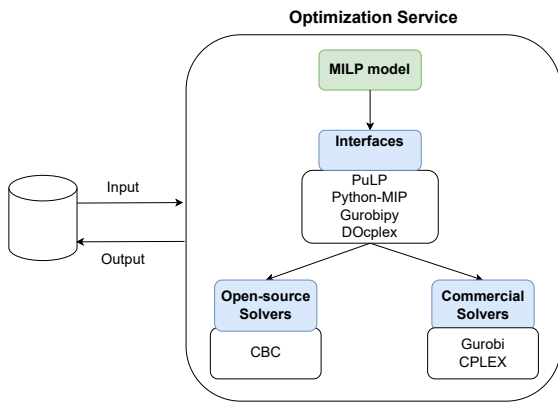 Optimization Service
MILP model
Interfaces
PuLP
Python-MIP
Gurobipy
DOcplex
Input
Output
Open-source
Solvers
CBC
Commercial
Solvers
Gurobi
CPLEX